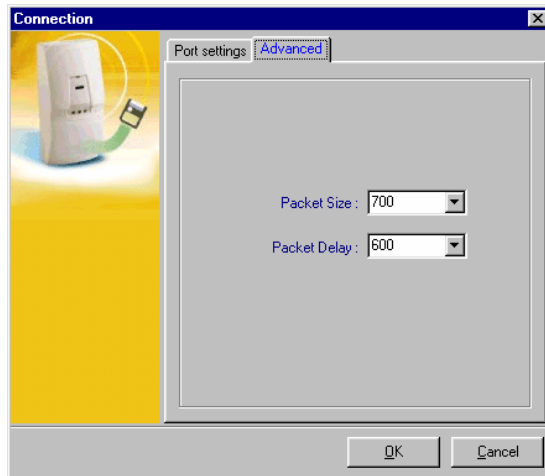 Connection
Port settings Advanced
Packet Size : 700
Packet Delay : 600
OK Cancel